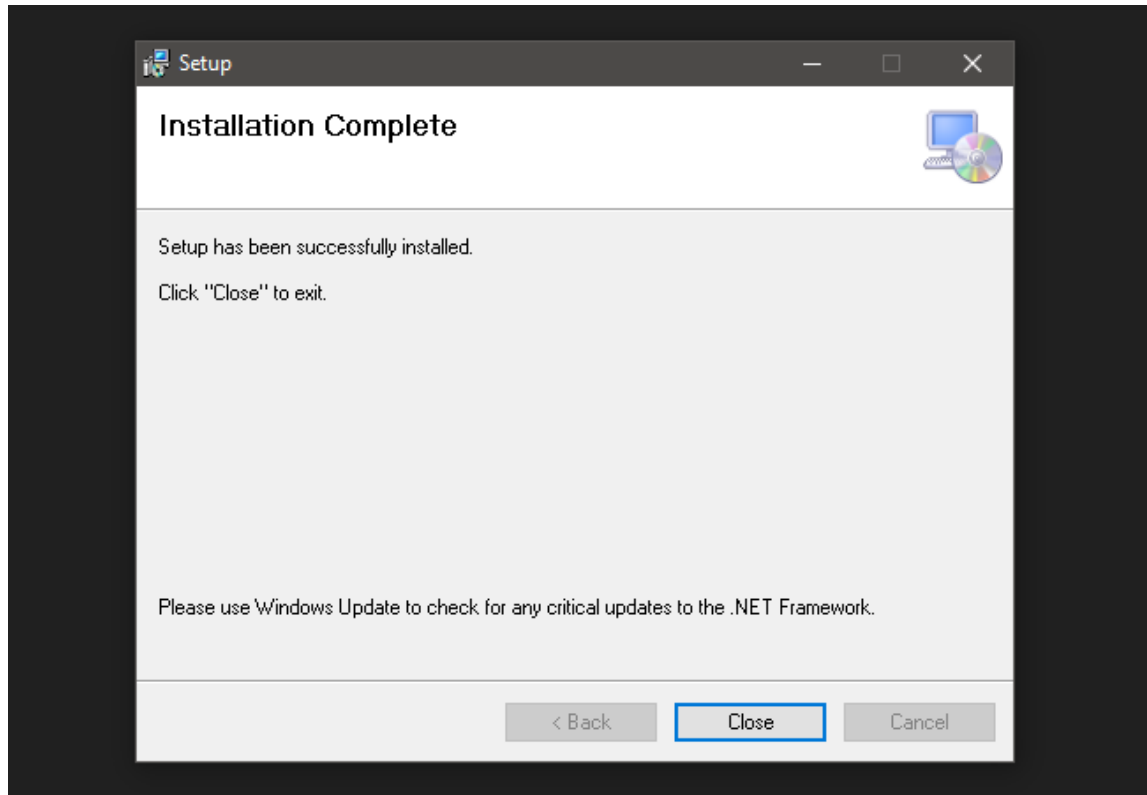 Setup
Installation Complete
Setup has been successfully installed.
Click "Close" to exit.
Please use Windows Update to check for any critical updates to the .NET Framework.
< Back Close Cancel